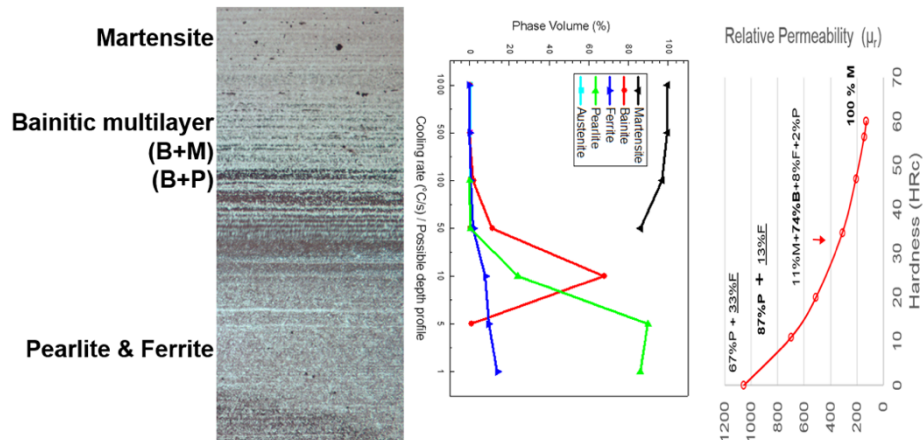 Martensite
Bainitic multilayer
(B+M)
(B+P)
Pearlite & Ferrite
Phase Volume (%)
0 20 40 60 80 100
1000
500
100
50
10
5
1
Cooling rate (°C/s) / Possible depth profile
Martensite
Bainite
Ferrite
Pearlite
Austenite
Relative Permeability (μr)
100 % M
11%M+74%B+8%F+2%P
87%P + 13%F
67%P + 33%F
70
60
50
40
30
20
10
0
Hardness (HRc)
1200 1000 800 600 400 200 0